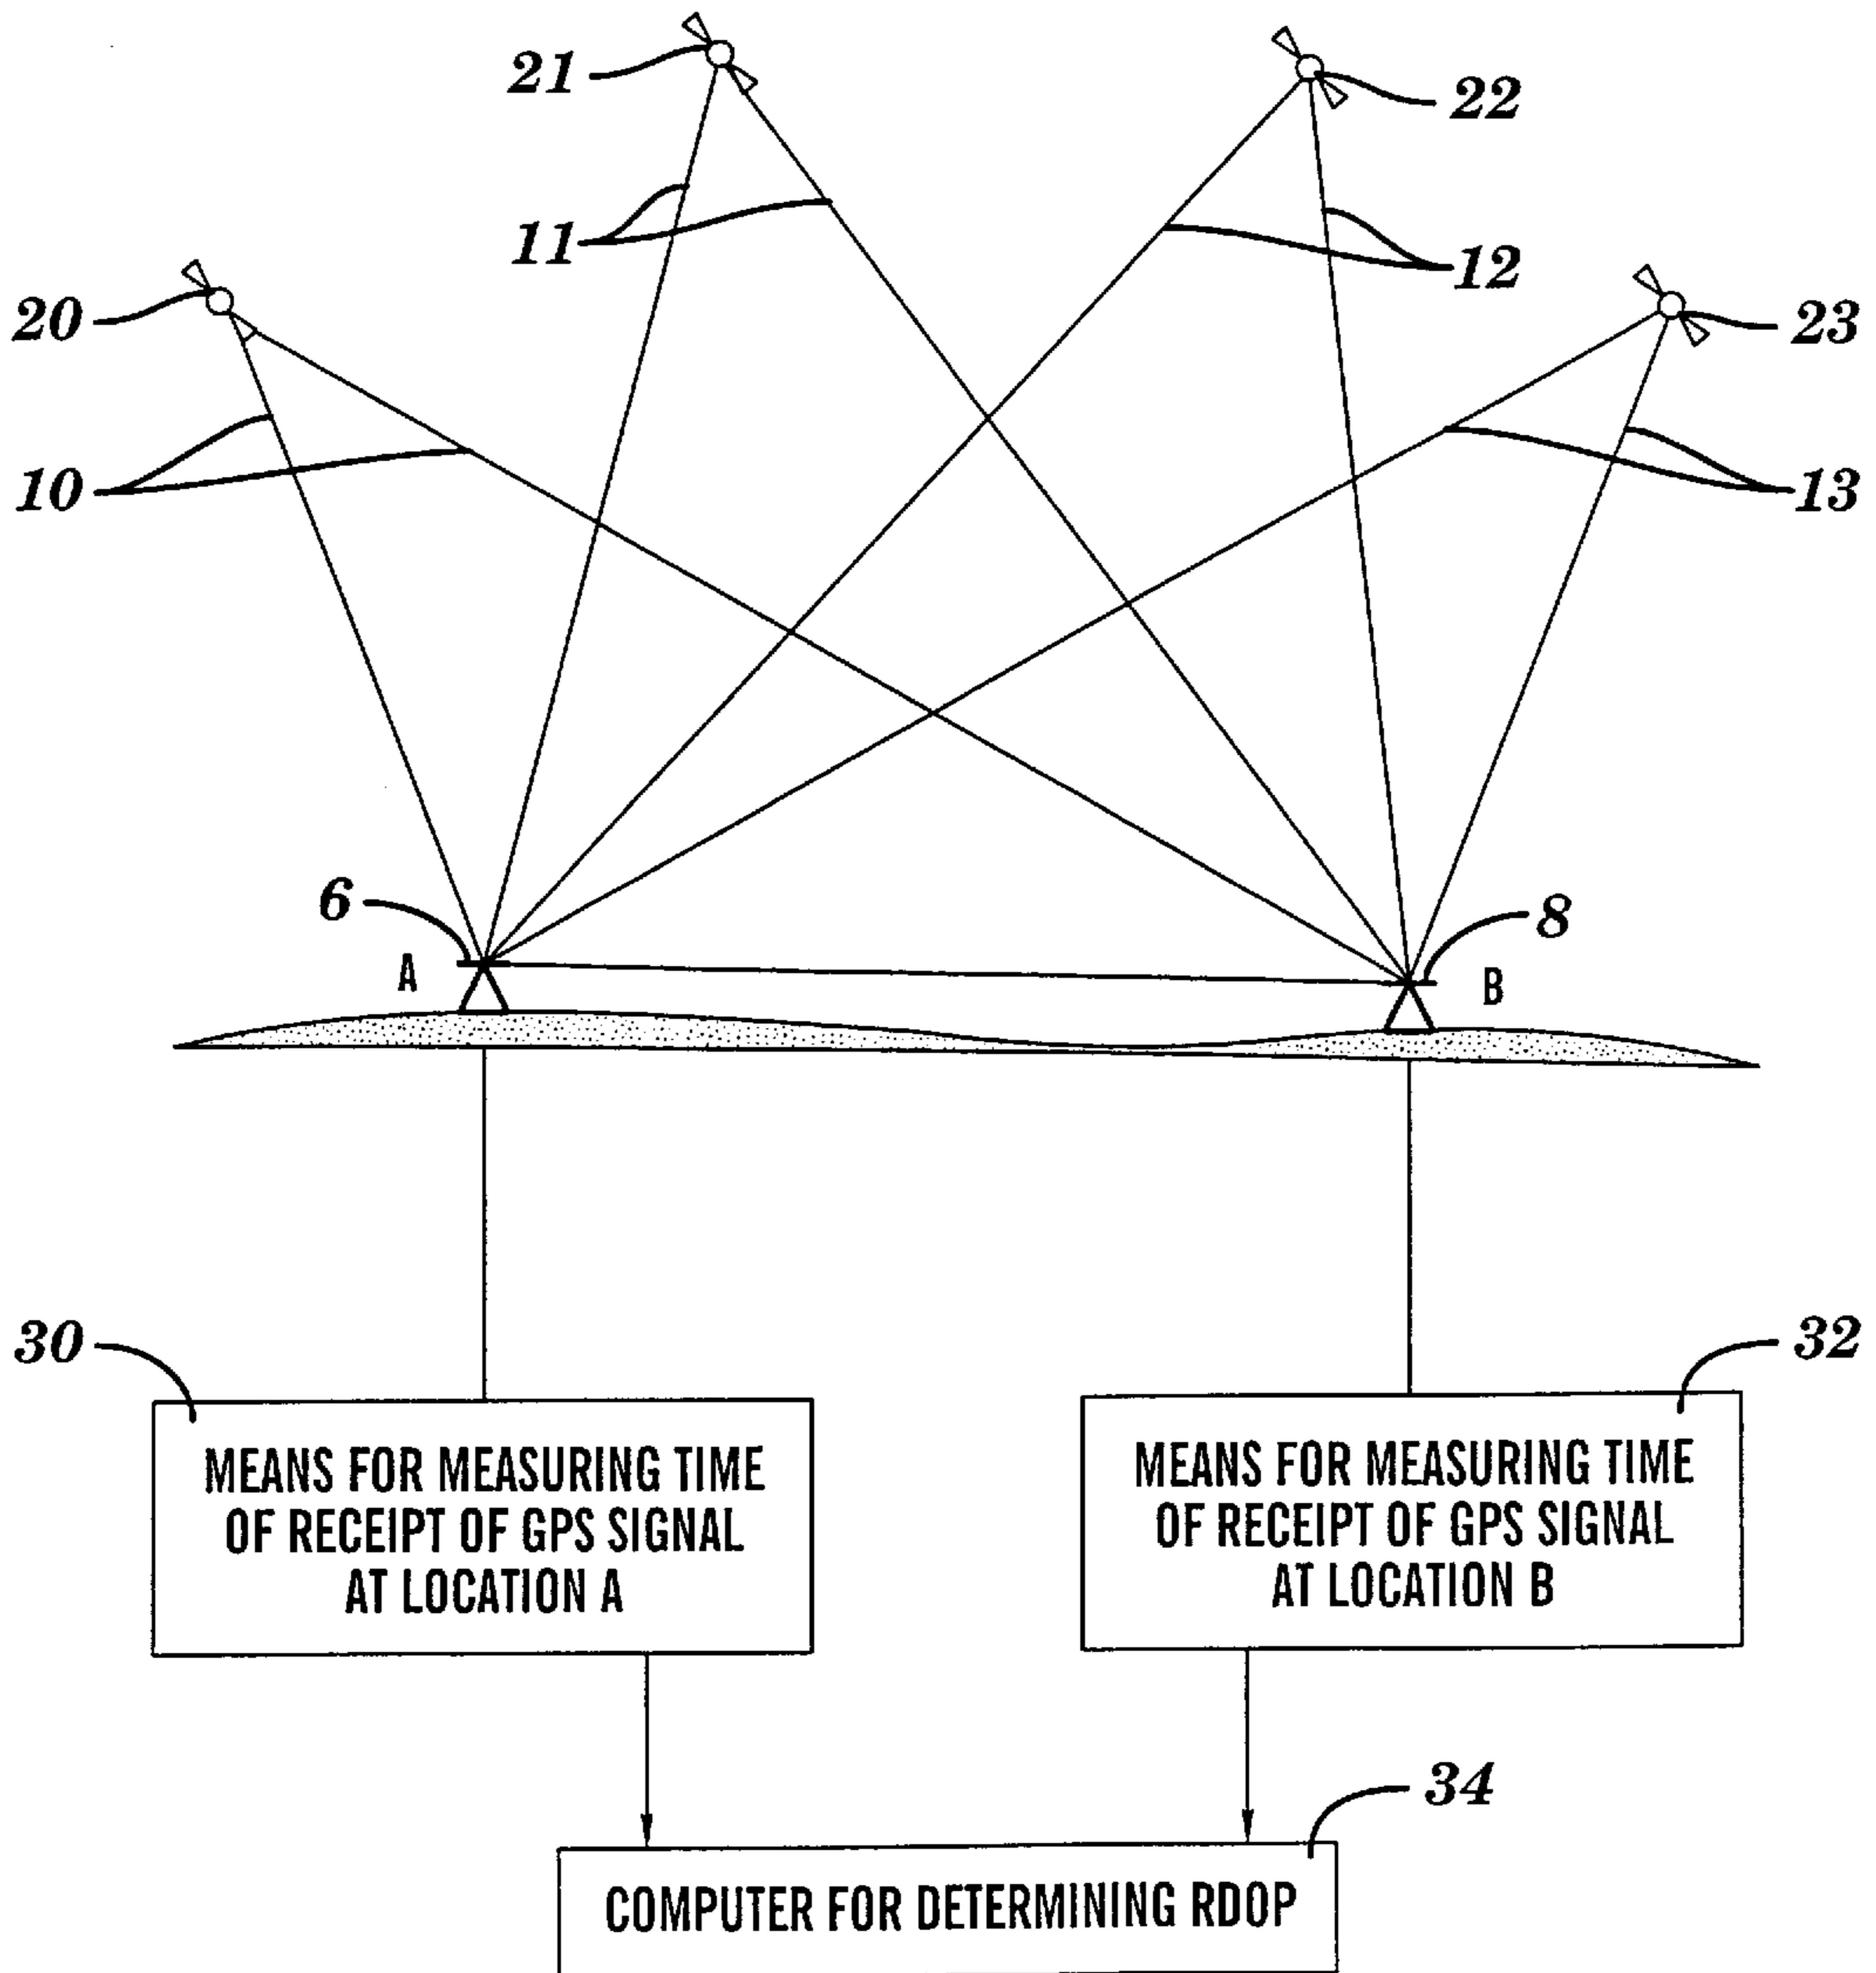 21
22
11
12
20
23
10
13
6
8
A
B
30
32
MEANS FOR MEASURING TIME
OF RECEIPT OF GPS SIGNAL
AT LOCATION A
MEANS FOR MEASURING TIME
OF RECEIPT OF GPS SIGNAL
AT LOCATION B
34
COMPUTER FOR DETERMINING RDOP